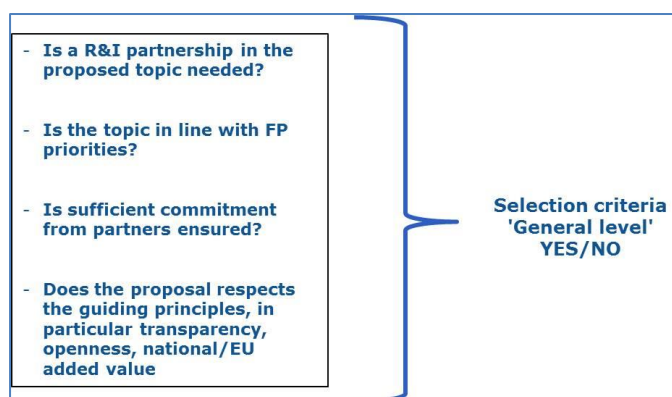 - Is a R&I partnership in the
proposed topic needed?
- Is the topic in line with FP
priorities?
- Is sufficient commitment
from partners ensured?
- Does the proposal respects
the guiding principles, in
particular transparency,
openness, national/EU
added value
Selection criteria
'General level'
YES/NO